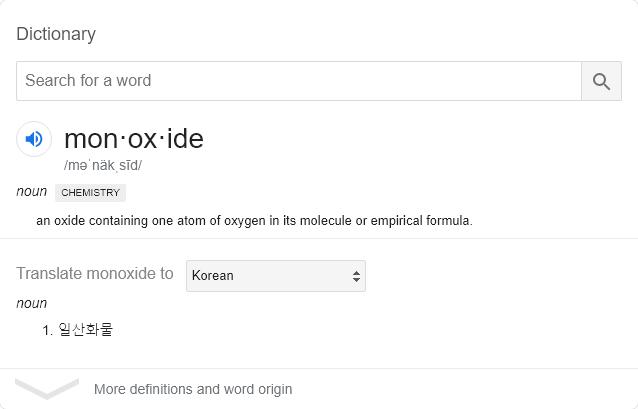 Dictionary
Search for a word
mon·ox·ide
/məˈnäkˌsīd/
noun CHEMISTRY
an oxide containing one atom of oxygen in its molecule or empirical formula.
Translate monoxide to Korean
noun
1. 일산화물
More definitions and word origin